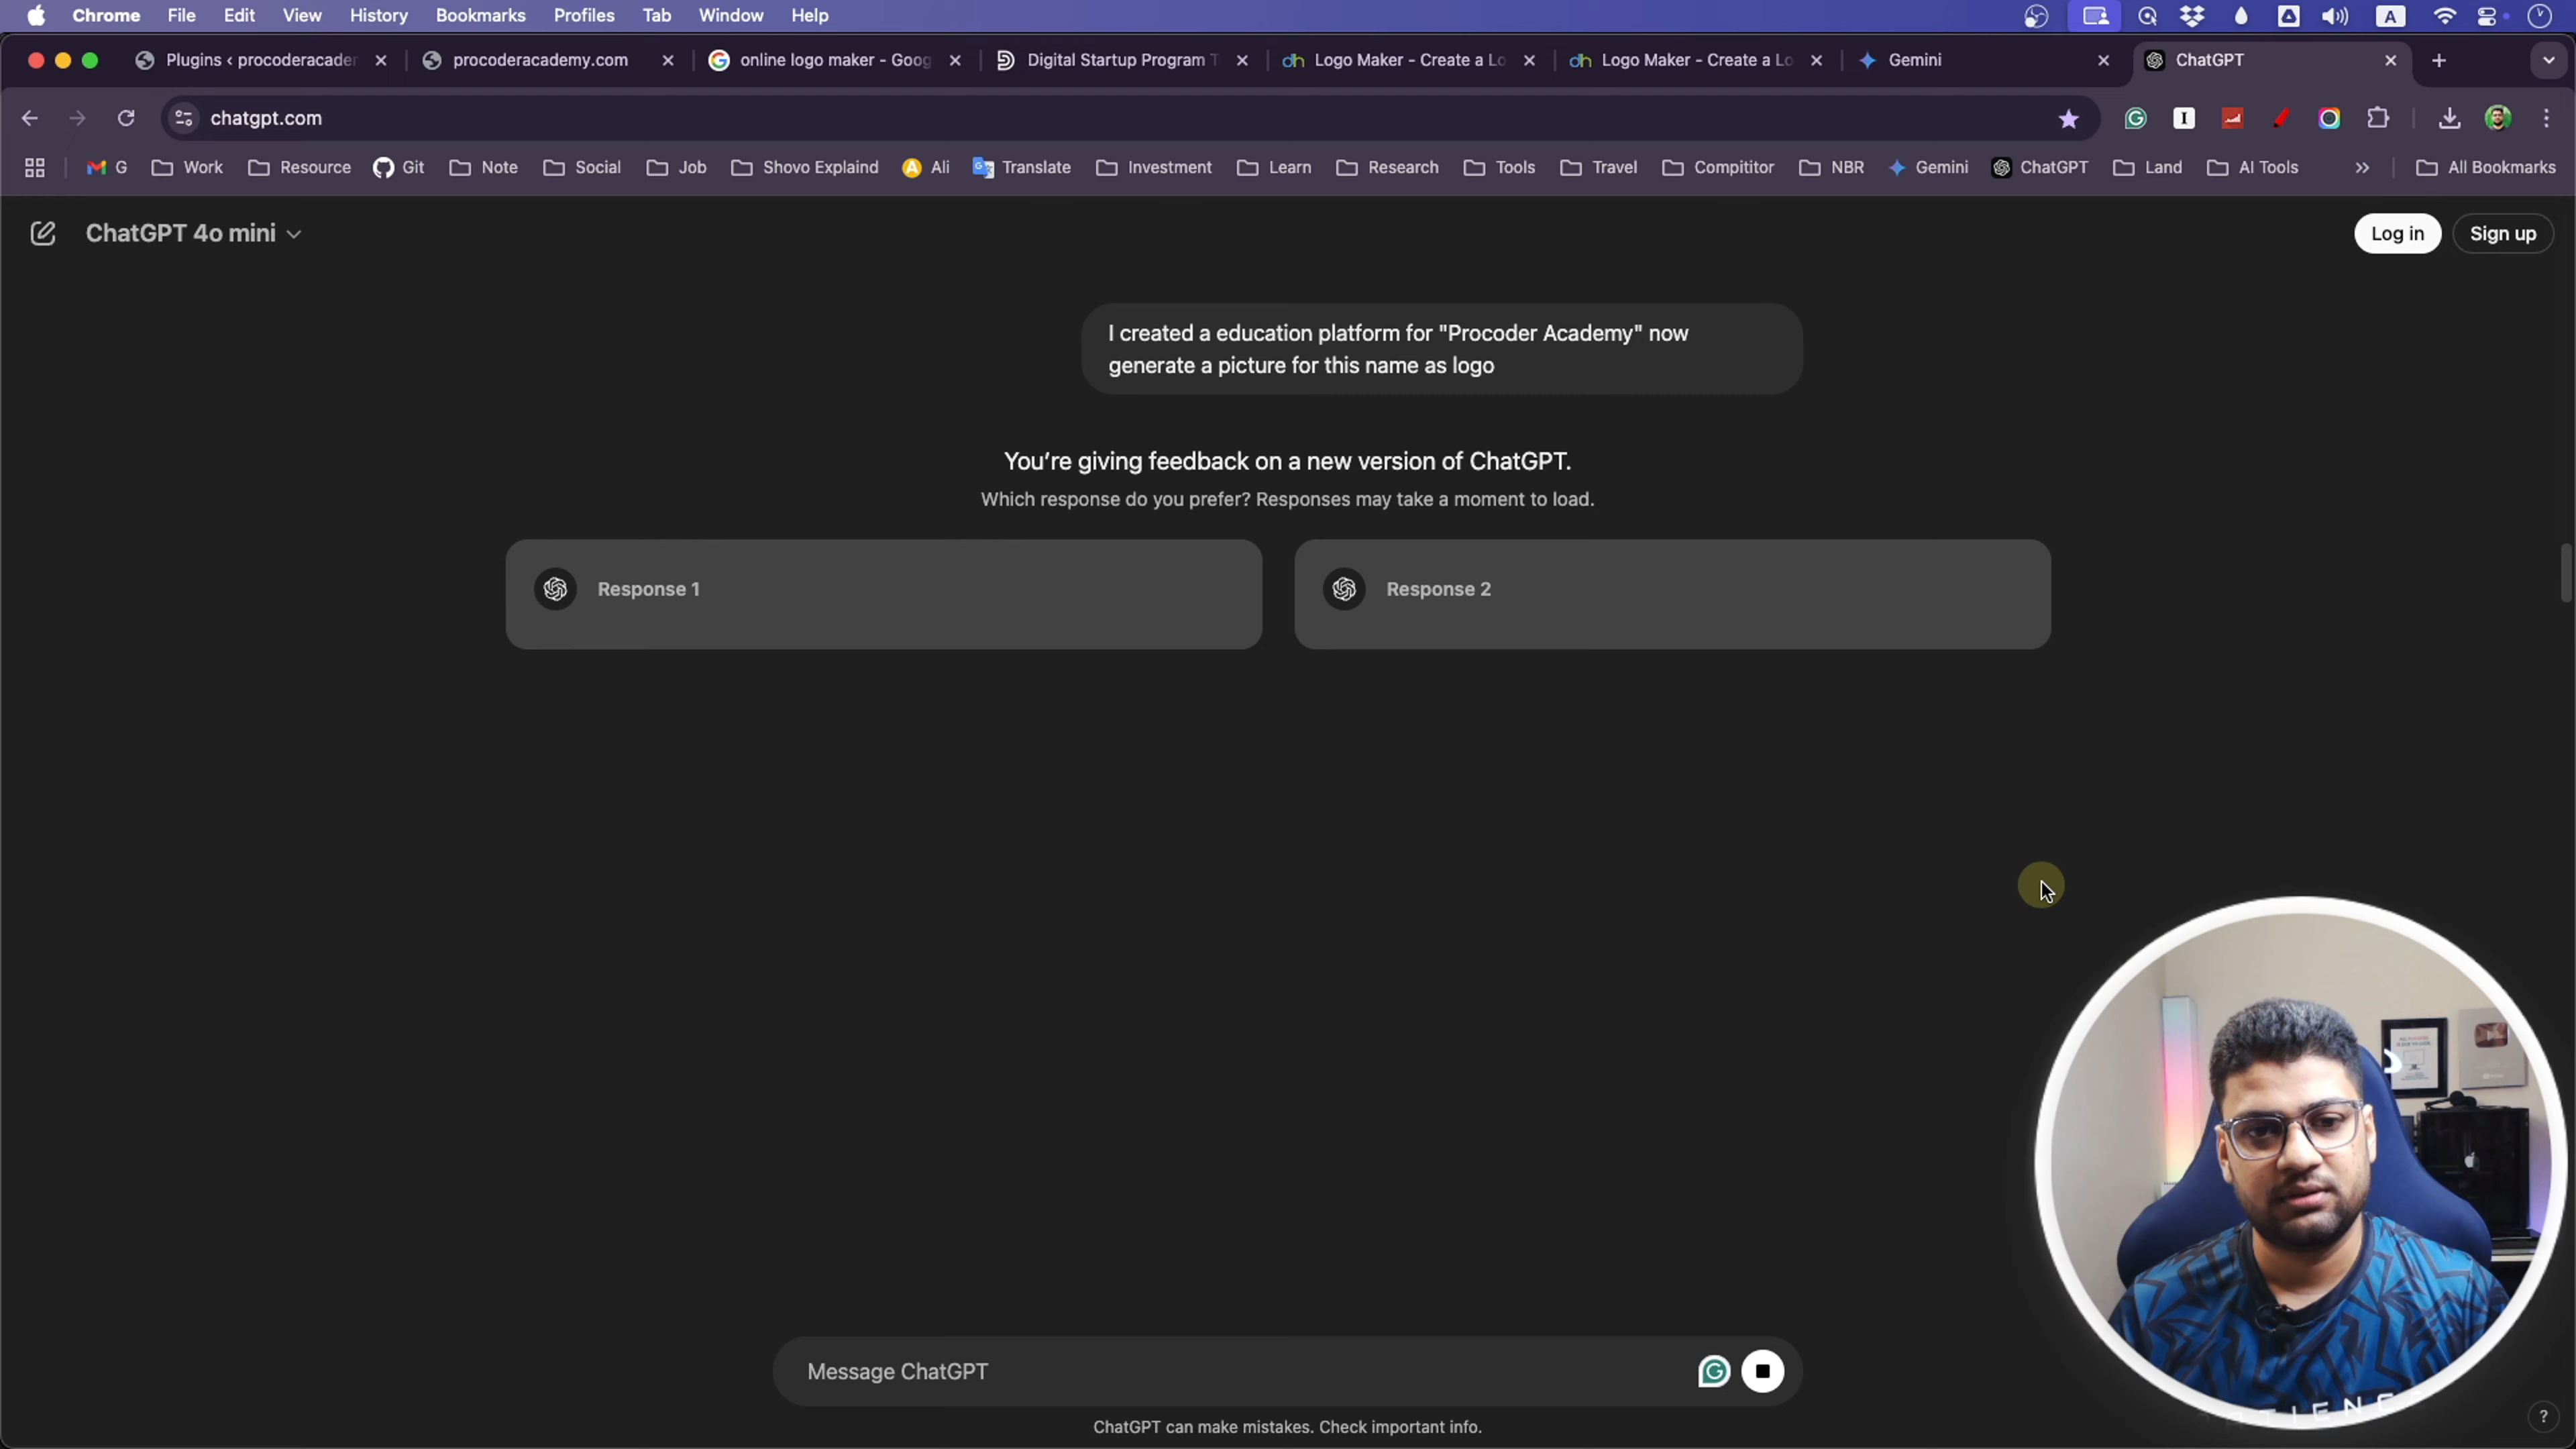 Chrome File Edit View History Bookmarks Profiles Tab Window Help
A
Plugins ‹ procoderacader
procoderacademy.com
online logo maker - Goog
Digital Startup Program T
Logo Maker - Create a Lo
Logo Maker - Create a Lo
Gemini
ChatGPT
chatgpt.com
G Work Resource Git Note Social Job Shovo Explaind Ali Translate Investment Learn Research Tools Travel Compititor NBR Gemini ChatGPT Land AI Tools » All Bookmarks
ChatGPT 4o mini
Log in
Sign up
I created a education platform for "Procoder Academy" now
generate a picture for this name as logo
You're giving feedback on a new version of ChatGPT.
Which response do you prefer? Responses may take a moment to load.
Response 1
Response 2
Message ChatGPT
ChatGPT can make mistakes. Check important info.
?